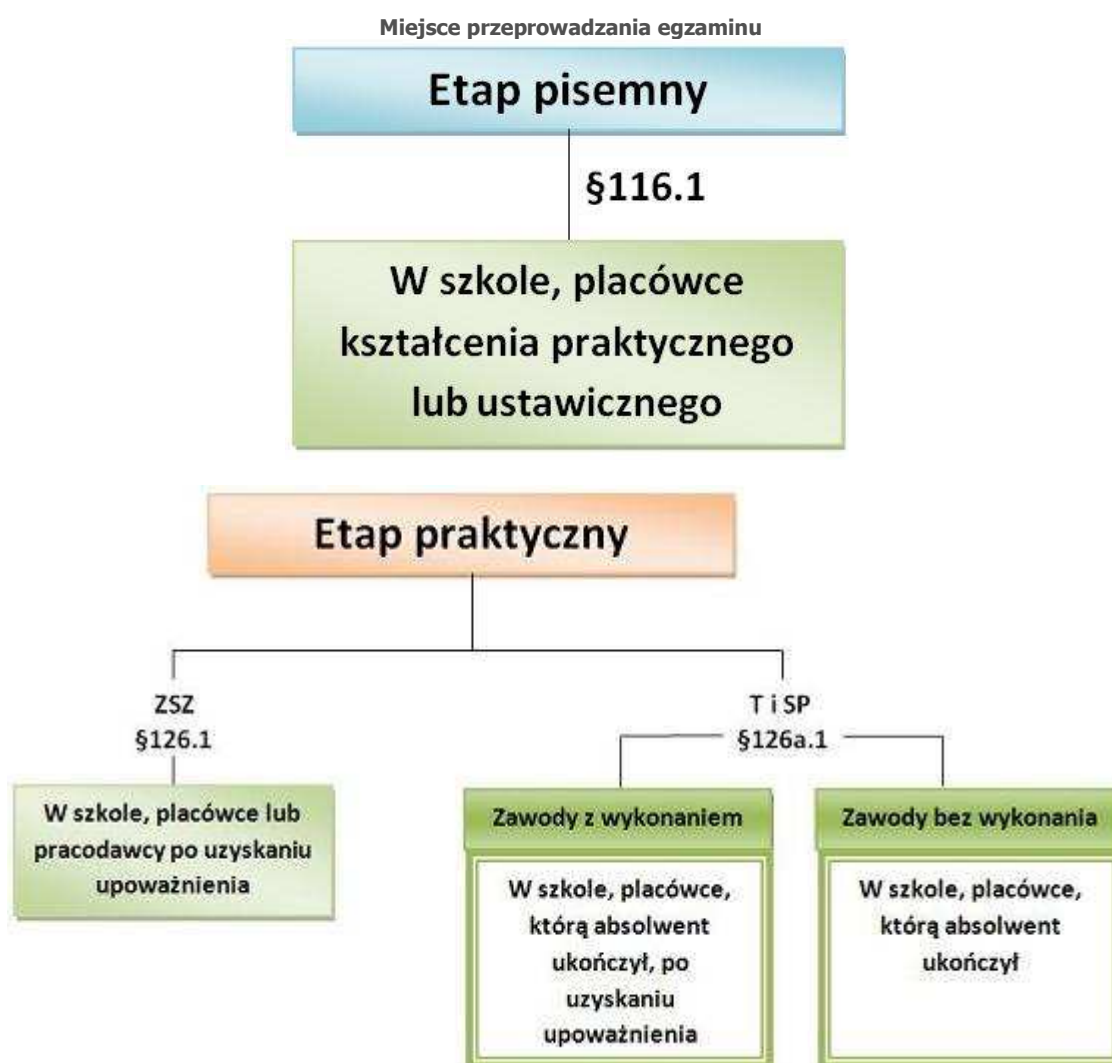 Miejsce przeprowadzania egzaminu
Etap pisemny
§116.1
W szkole, placówce
kształcenia praktycznego
lub ustawicznego
Etap praktyczny
ZSZ
§126.1
W szkole, placówce lub
pracodawcy po uzyskaniu
upoważnienia
T i SP
§126a.1
Zawody z wykonaniem
W szkole, placówce,
którą absolwent
ukończył, po
uzyskaniu
upoważnienia
Zawody bez wykonania
W szkole, placówce,
którą absolwent
ukończył